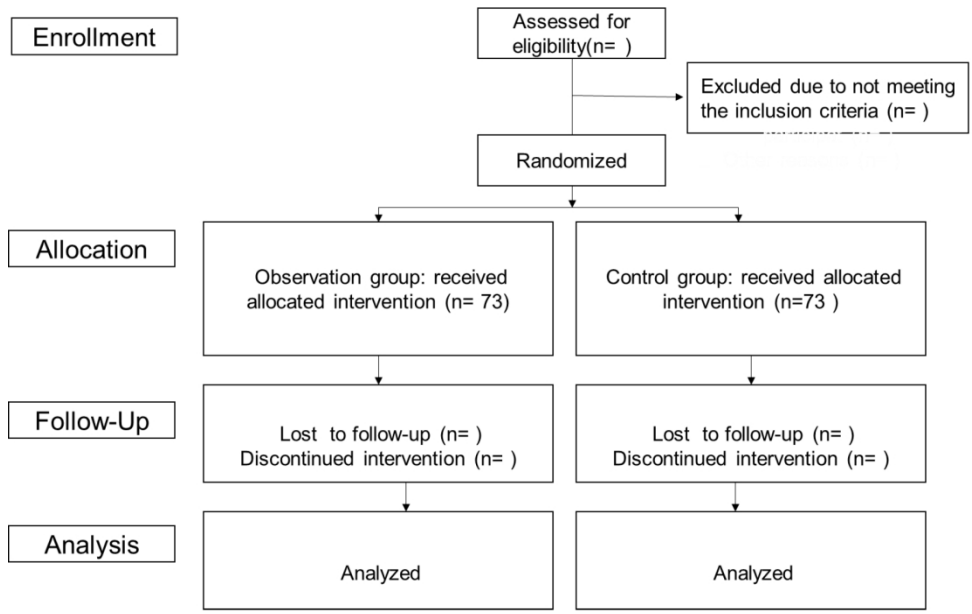 Enrollment
Assessed for
eligibility(n= )
Excluded due to not meeting
the inclusion criteria (n= )
Randomized
Allocation
Observation group: received
allocated intervention (n= 73)
Control group: received allocated
intervention (n=73 )
Follow-Up
Lost to follow-up (n= )
Discontinued intervention (n= )
Lost to follow-up (n= )
Discontinued intervention (n= )
Analysis
Analyzed
Analyzed